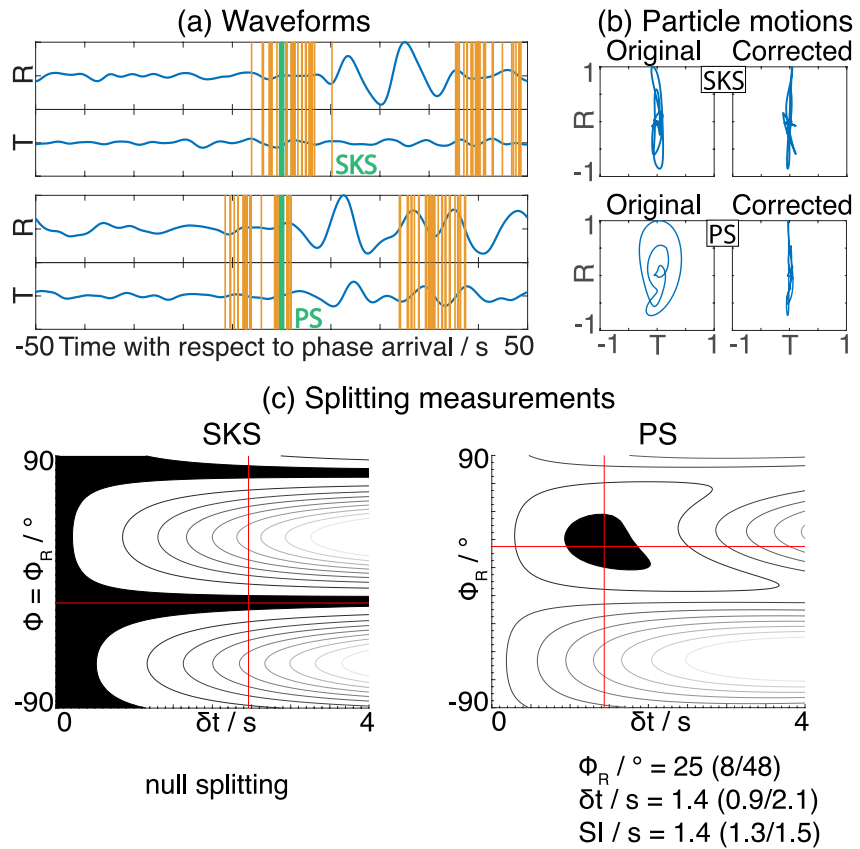 (a) Waveforms
R
T
SKS
R
T
PS
-50 Time with respect to phase arrival / s 50
(b) Particle motions
Original Corrected
SKS
1
R
-1
Original Corrected
PS
1
R
-1
-1 T 1 -1 T 1
(c) Splitting measurements
SKS
90
Φ = Φ_R / °
-90
0 δt / s 4
null splitting
PS
90
Φ_R / °
-90
0 δt / s 4
Φ_R / ° = 25 (8/48)
δt / s = 1.4 (0.9/2.1)
SI / s = 1.4 (1.3/1.5)